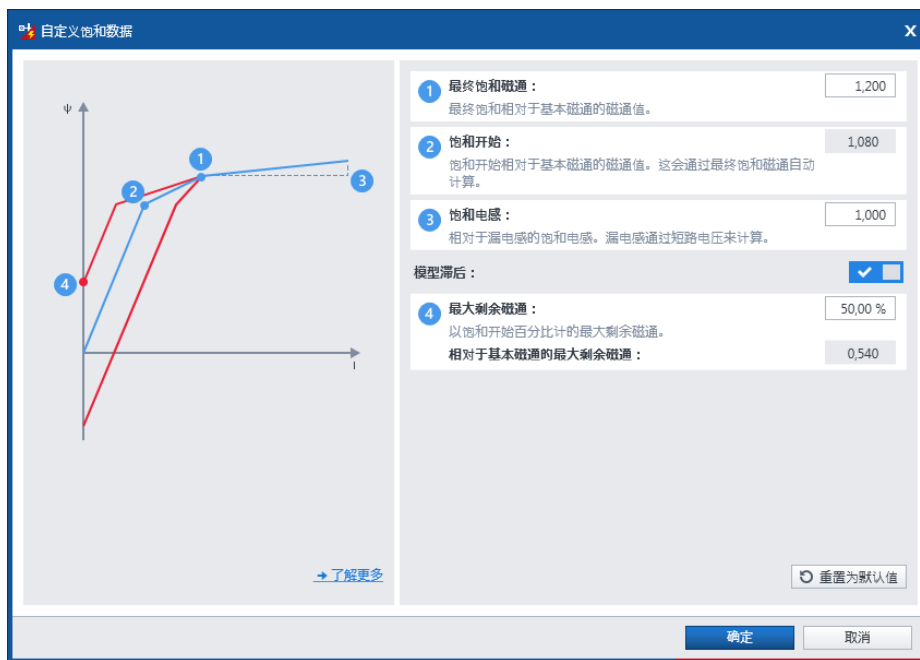 自定义饱和数据
X
ψ
1
2
3
4
I
→ 了解更多
1 最终饱和磁通： 1,200
最终饱和相对于基本磁通的磁通值。
2 饱和开始： 1,080
饱和开始相对于基本磁通的磁通值。这会通过最终饱和磁通自动
计算。
3 饱和电感： 1,000
相对于漏电感的饱和电感。漏电感通过短路电压来计算。
模型滞后：
4 最大剩余磁通： 50,00 %
以饱和开始百分比计的最大剩余磁通。
相对于基本磁通的最大剩余磁通： 0,540
重置为默认值
确定
取消